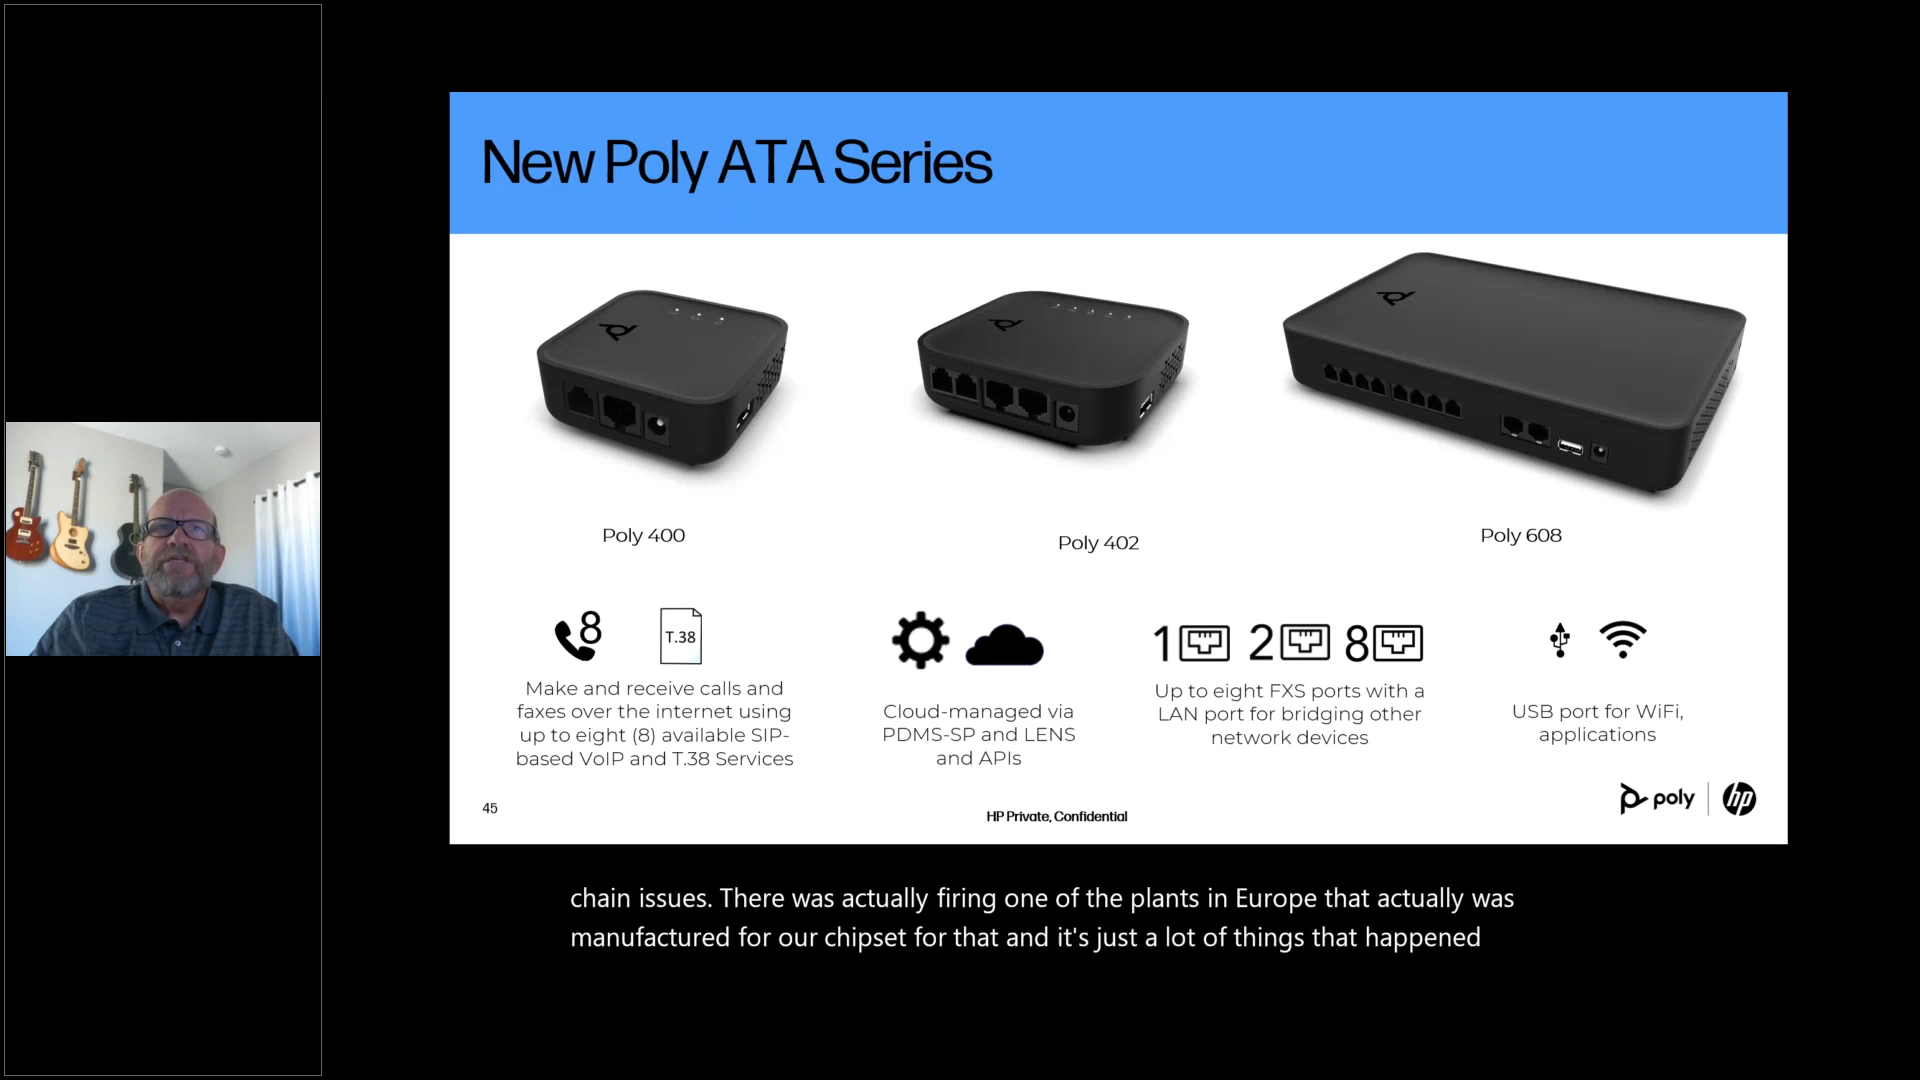 New Poly ATA Series
Poly 400
Poly 402
Poly 608
8
T.38
1 2 8
Make and receive calls and
faxes over the internet using
up to eight (8) available SIP-
based VoIP and T.38 Services
Cloud-managed via
PDMS-SP and LENS
and APIs
Up to eight FXS ports with a
LAN port for bridging other
network devices
USB port for WiFi,
applications
45
HP Private, Confidential
poly
hp
chain issues. There was actually firing one of the plants in Europe that actually was
manufactured for our chipset for that and it's just a lot of things that happened